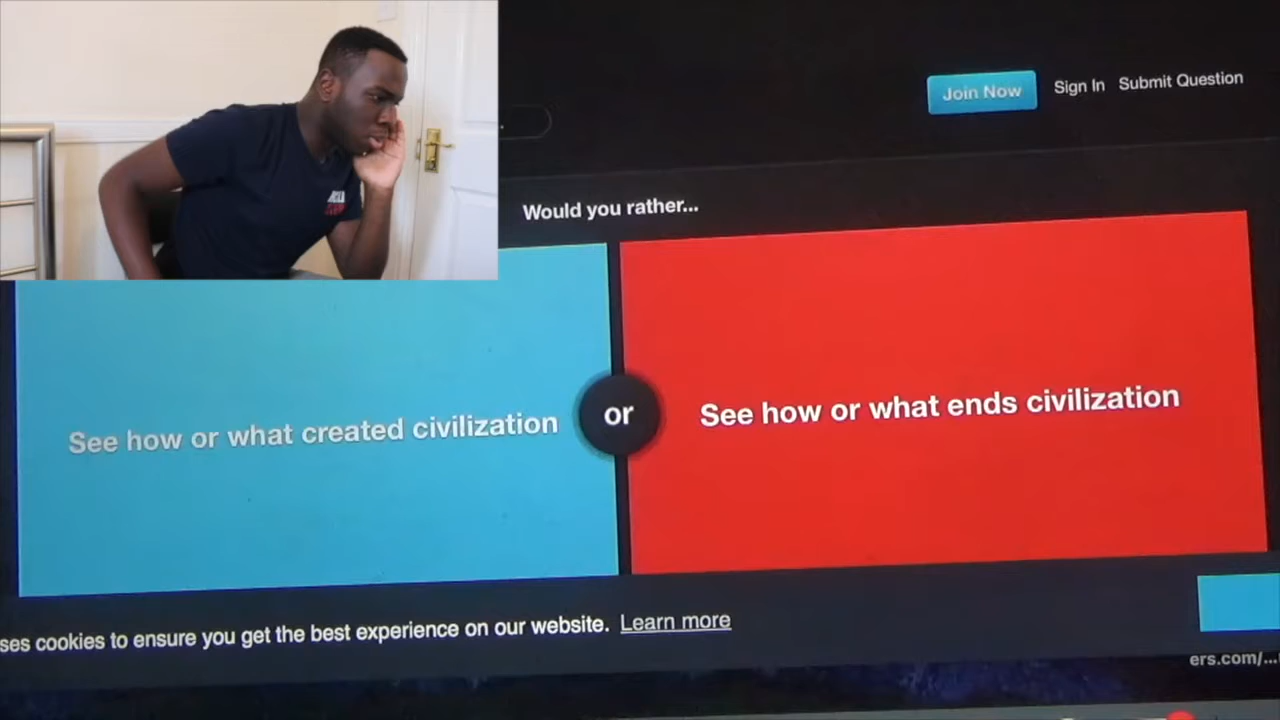 Join Now
Sign In
Submit Question
Would you rather...
See how or what created civilization
or
See how or what ends civilization
ses cookies to ensure you get the best experience on our website. Learn more
ers.com/...